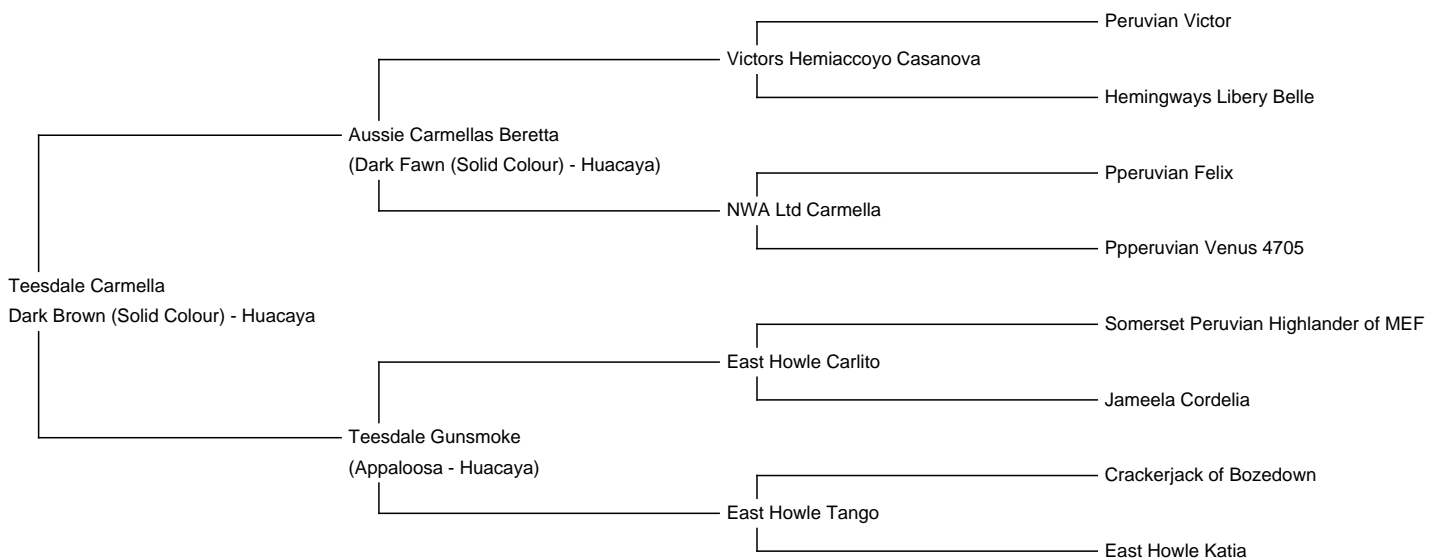 Peruvian Victor
Victors Hemiaccoyo Casanova
Hemingways Libery Belle
Aussie Carmellas Beretta
(Dark Fawn (Solid Colour) - Huacaya)
Pperuvian Felix
NWA Ltd Carmella
Ppperuvian Venus 4705
Teesdale Carmella
Dark Brown (Solid Colour) - Huacaya
Somerset Peruvian Highlander of MEF
East Howle Carlito
Jameela Cordelia
Teesdale Gunsmoke
(Appaloosa - Huacaya)
Crackerjack of Bozedown
East Howle Tango
East Howle Katia